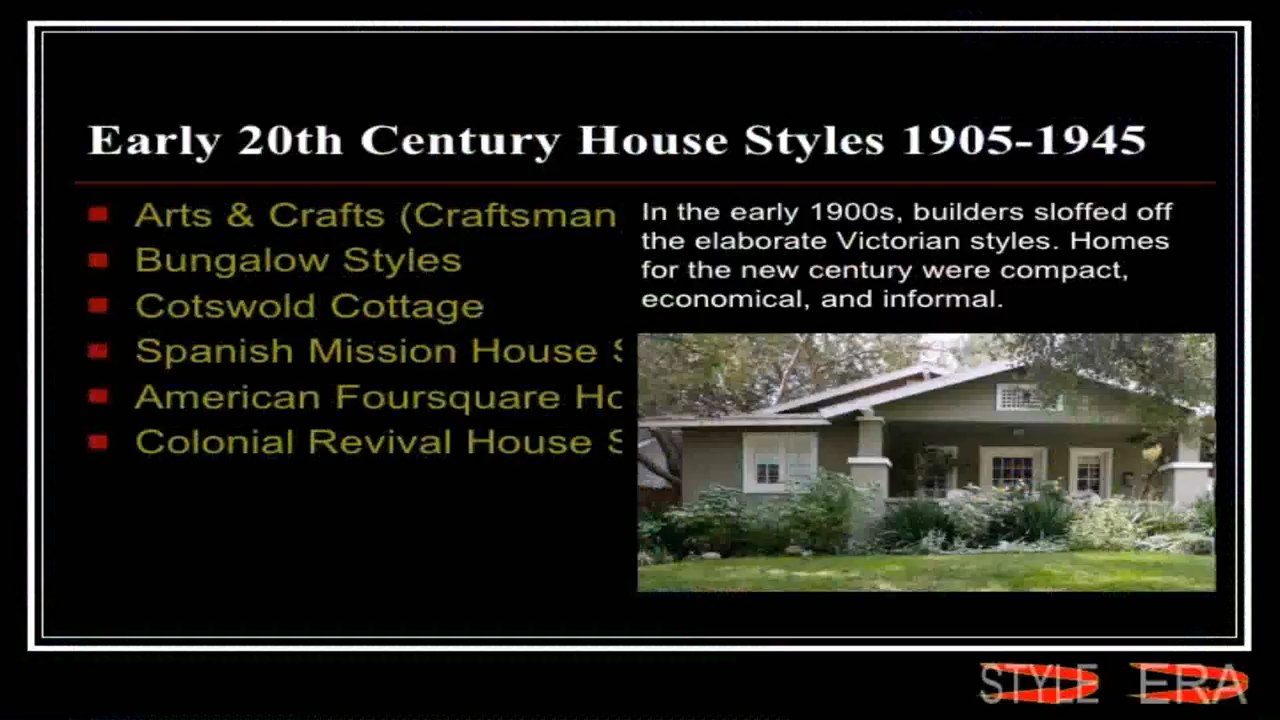 Early 20th Century House Styles 1905-1945
Arts & Crafts (Craftsman
Bungalow Styles
Cotswold Cottage
Spanish Mission House S
American Foursquare Ho
Colonial Revival House S
In the early 1900s, builders sloffed off
the elaborate Victorian styles. Homes
for the new century were compact,
economical, and informal.
STYLE ERA